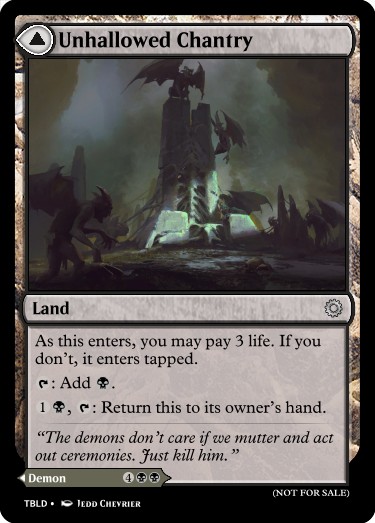 Unhallowed Chantry
Land
As this enters, you may pay 3 life. If you
don't, it enters tapped.
: Add .
1 , : Return this to its owner's hand.
“The demons don't care if we mutter and act
out ceremonies. Just kill him.”
Demon 4
(NOT FOR SALE)
TBLD • Jedd Chevrier